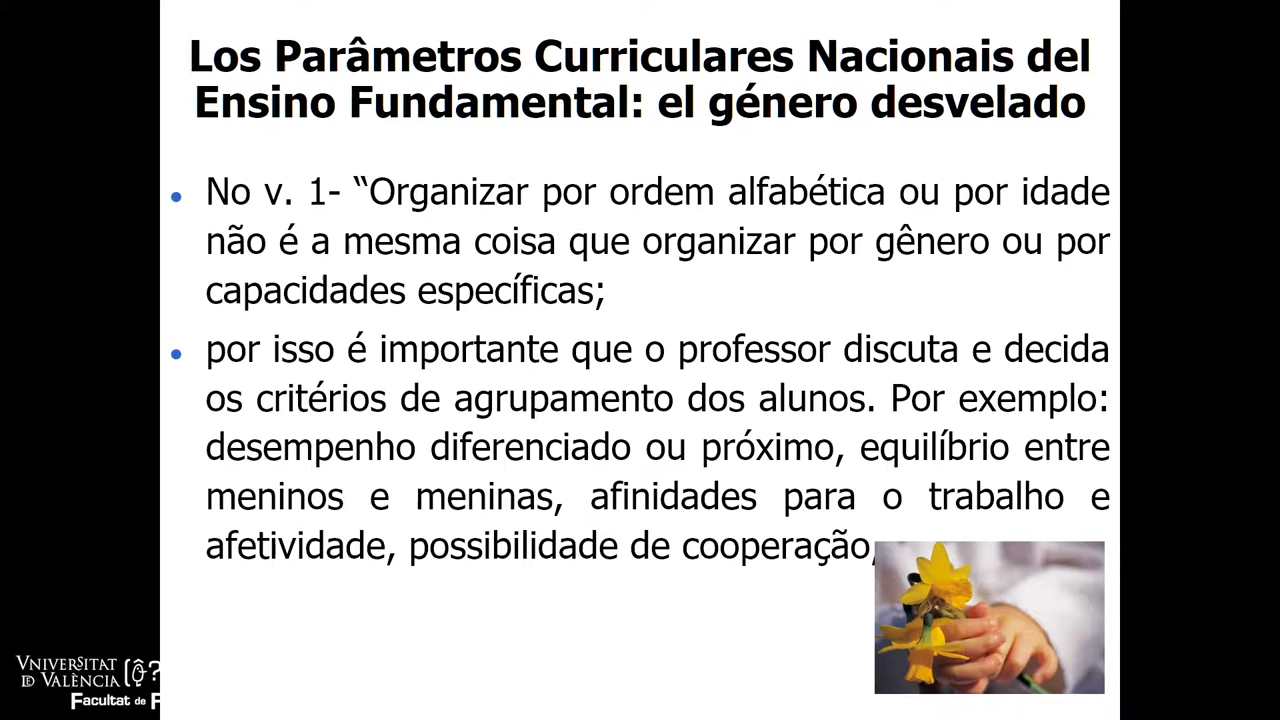 Los Parâmetros Curriculares Nacionais del
Ensino Fundamental: el género desvelado
• No v. 1- “Organizar por ordem alfabética ou por idade
não é a mesma coisa que organizar por gênero ou por
capacidades específicas;
• por isso é importante que o professor discuta e decida
os critérios de agrupamento dos alunos. Por exemplo:
desempenho diferenciado ou próximo, equilíbrio entre
meninos e meninas, afinidades para o trabalho e
afetividade, possibilidade de cooperação,
VNIVERSITAT
DE VALÈNCIA
Facultat de F